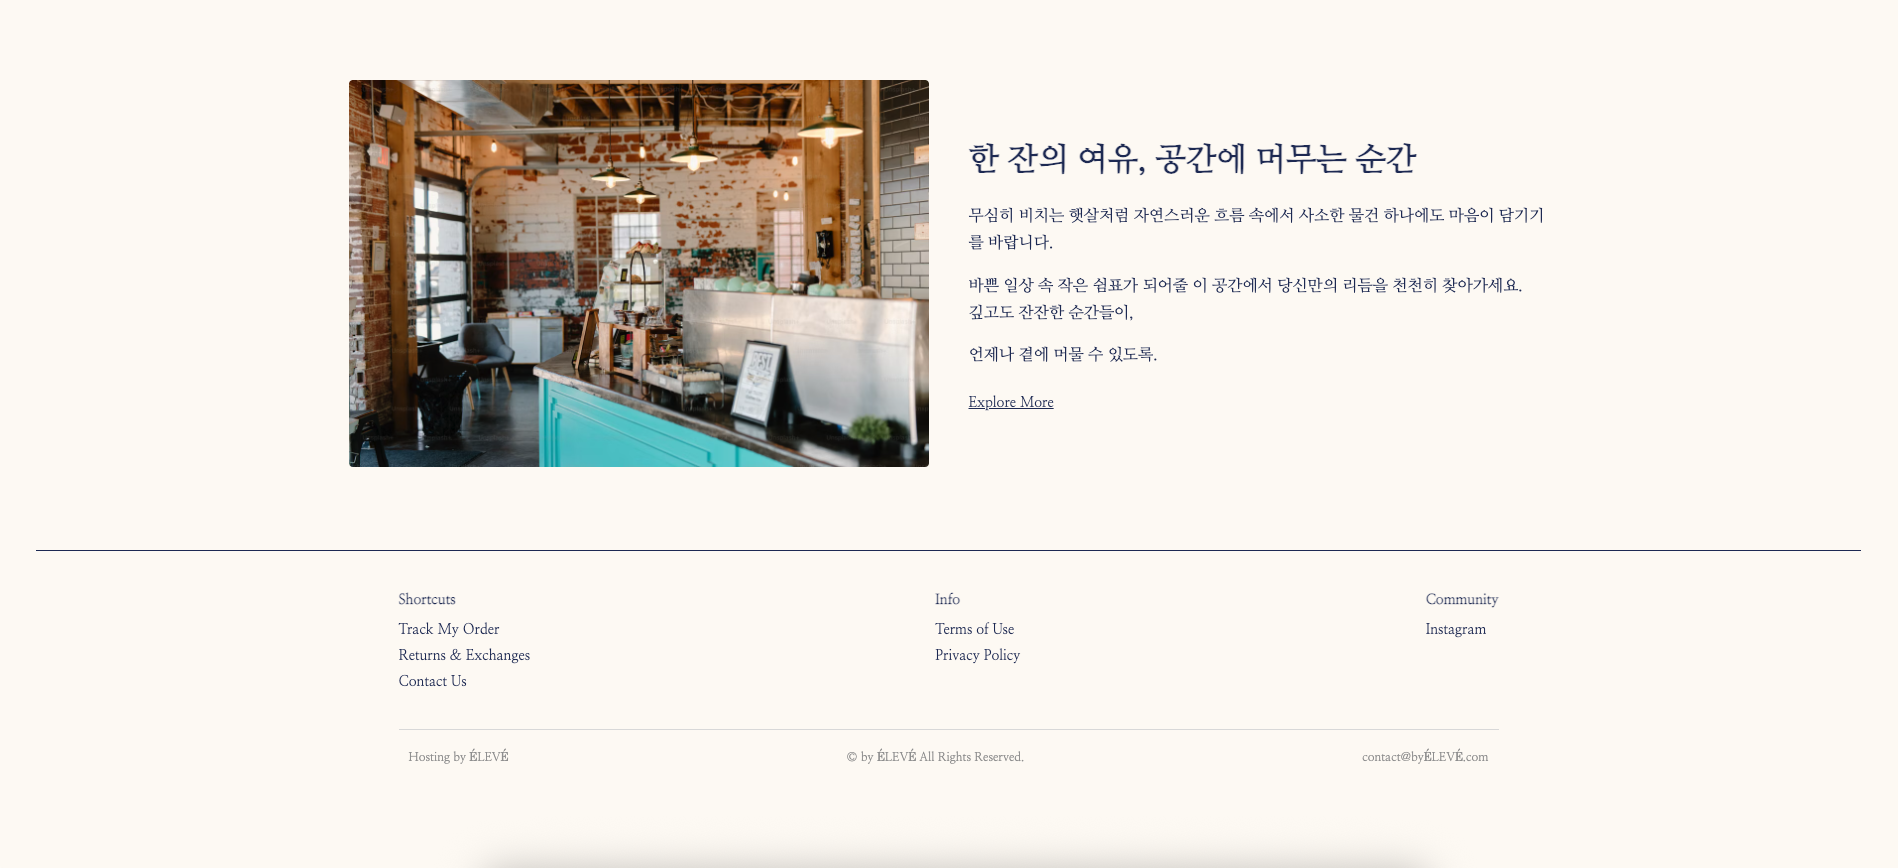 한 잔의 여유, 공간에 머무는 순간
무심히 비치는 햇살처럼 자연스러운 흐름 속에서 사소한 물건 하나에도 마음이 담기기
를 바랍니다.
바쁜 일상 속 작은 쉼표가 되어줄 이 공간에서 당신만의 리듬을 천천히 찾아가세요.
깊고도 잔잔한 순간들이,
언제나 곁에 머물 수 있도록.
Explore More
Shortcuts
Track My Order
Returns & Exchanges
Contact Us
Info
Terms of Use
Privacy Policy
Community
Instagram
Hosting by ÉLEVÉ
© by ÉLEVÉ All Rights Reserved.
contact@byÉLEVÉ.com